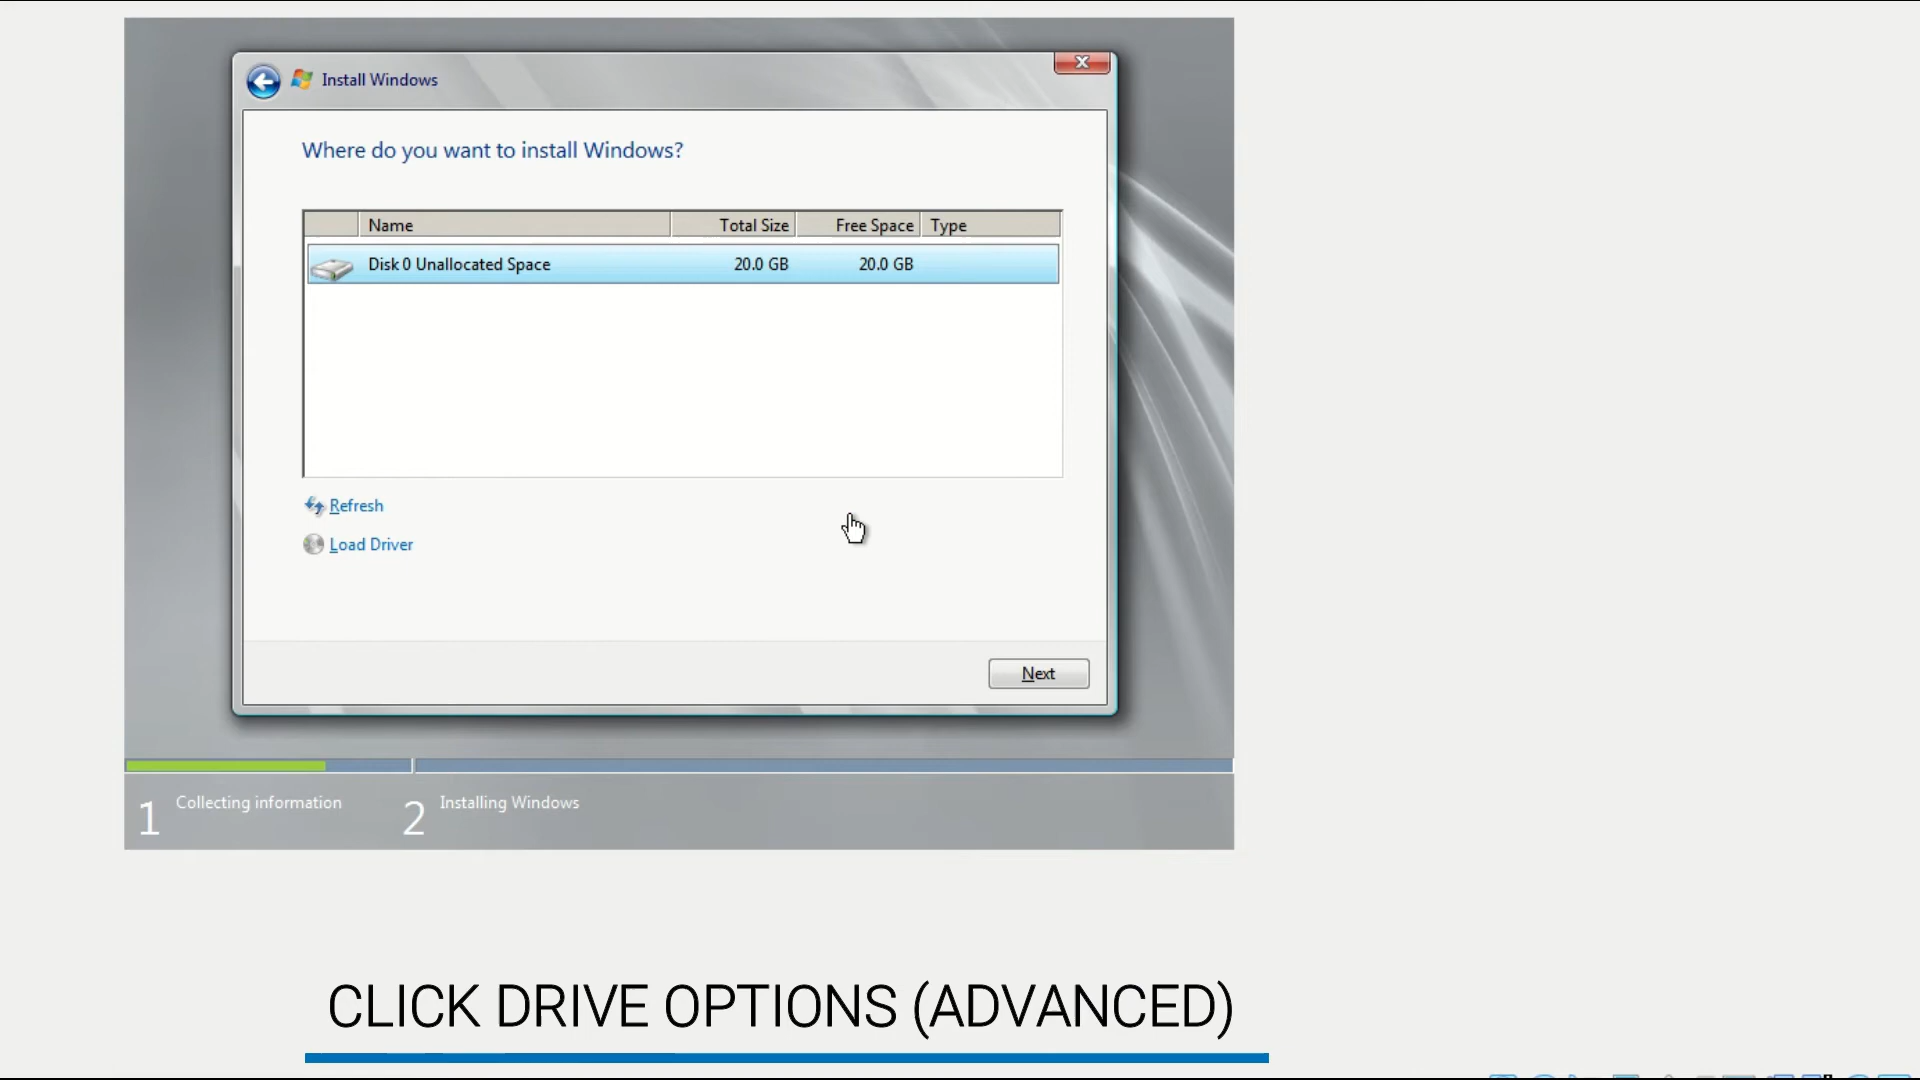 Install Windows
Where do you want to install Windows?
Name Total Size Free Space Type
Disk 0 Unallocated Space 20.0 GB 20.0 GB
Refresh
Load Driver
Next
1 Collecting information 2 Installing Windows
CLICK DRIVE OPTIONS (ADVANCED)